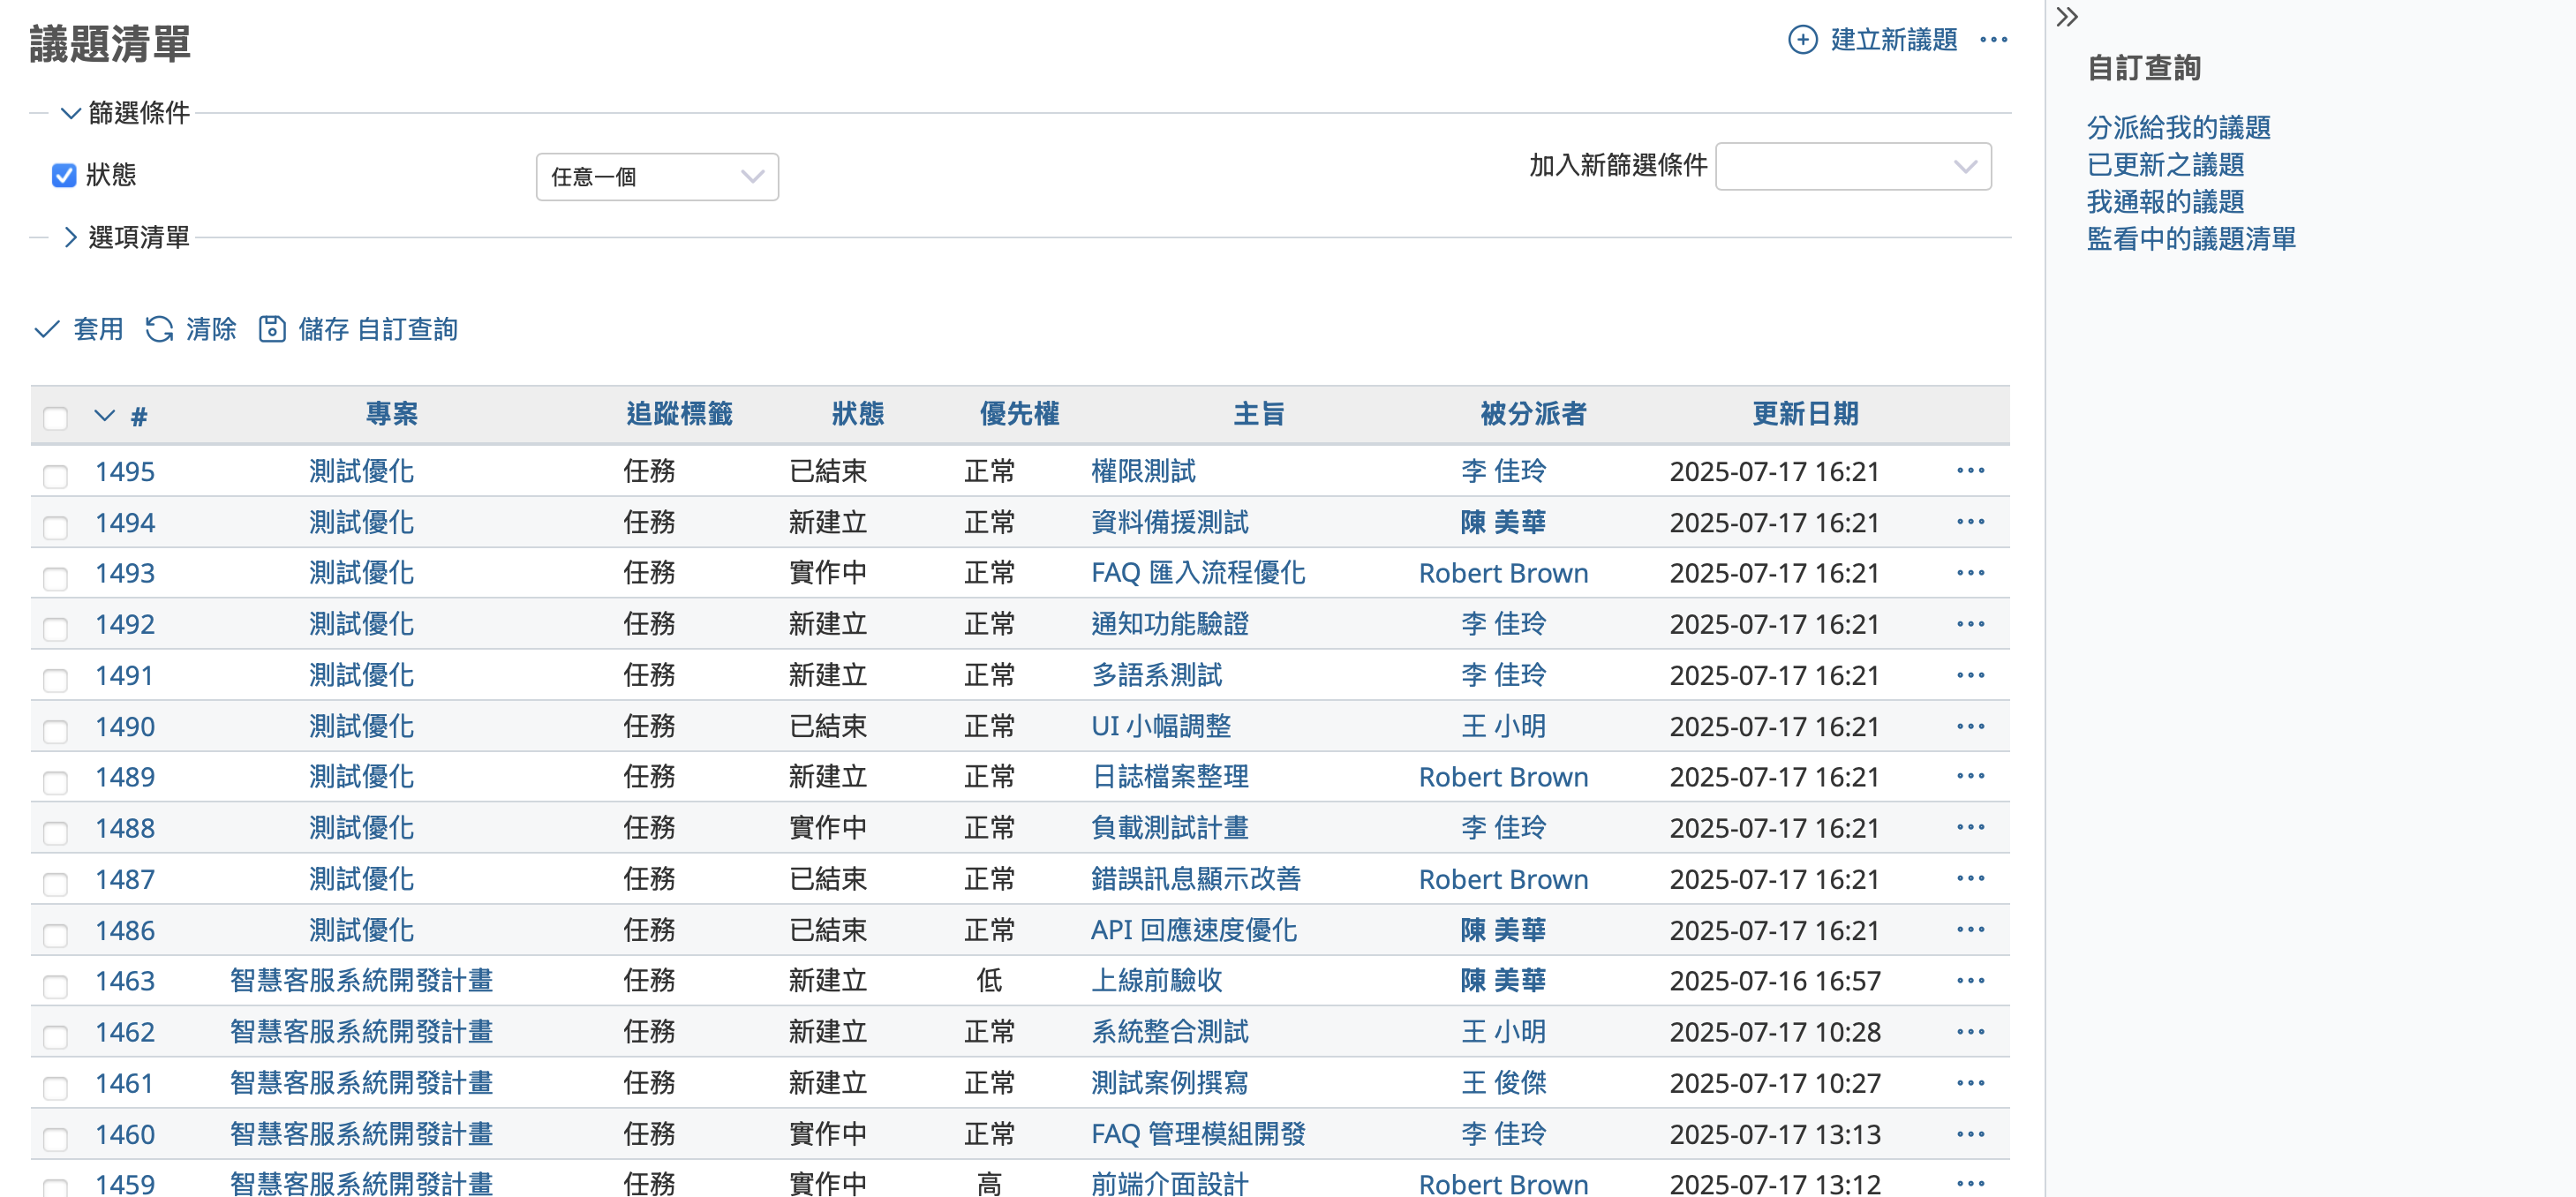 議題清單
建立新議題
篩選條件
狀態 任意一個 加入新篩選條件
選項清單
套用 清除 儲存 自訂查詢
# 專案 追蹤標籤 狀態 優先權 主旨 被分派者 更新日期
1495 測試優化 任務 已結束 正常 權限測試 李 佳玲 2025-07-17 16:21
1494 測試優化 任務 新建立 正常 資料備援測試 陳 美華 2025-07-17 16:21
1493 測試優化 任務 實作中 正常 FAQ 匯入流程優化 Robert Brown 2025-07-17 16:21
1492 測試優化 任務 新建立 正常 通知功能驗證 李 佳玲 2025-07-17 16:21
1491 測試優化 任務 新建立 正常 多語系測試 李 佳玲 2025-07-17 16:21
1490 測試優化 任務 已結束 正常 UI 小幅調整 王 小明 2025-07-17 16:21
1489 測試優化 任務 新建立 正常 日誌檔案整理 Robert Brown 2025-07-17 16:21
1488 測試優化 任務 實作中 正常 負載測試計畫 李 佳玲 2025-07-17 16:21
1487 測試優化 任務 已結束 正常 錯誤訊息顯示改善 Robert Brown 2025-07-17 16:21
1486 測試優化 任務 已結束 正常 API 回應速度優化 陳 美華 2025-07-17 16:21
1463 智慧客服系統開發計畫 任務 新建立 低 上線前驗收 陳 美華 2025-07-16 16:57
1462 智慧客服系統開發計畫 任務 新建立 正常 系統整合測試 王 小明 2025-07-17 10:28
1461 智慧客服系統開發計畫 任務 新建立 正常 測試案例撰寫 王 俊傑 2025-07-17 10:27
1460 智慧客服系統開發計畫 任務 實作中 正常 FAQ 管理模組開發 李 佳玲 2025-07-17 13:13
1459 智慧客服系統開發計畫 任務 實作中 高 前端介面設計 Robert Brown 2025-07-17 13:12
自訂查詢
分派給我的議題
已更新之議題
我通報的議題
監看中的議題清單